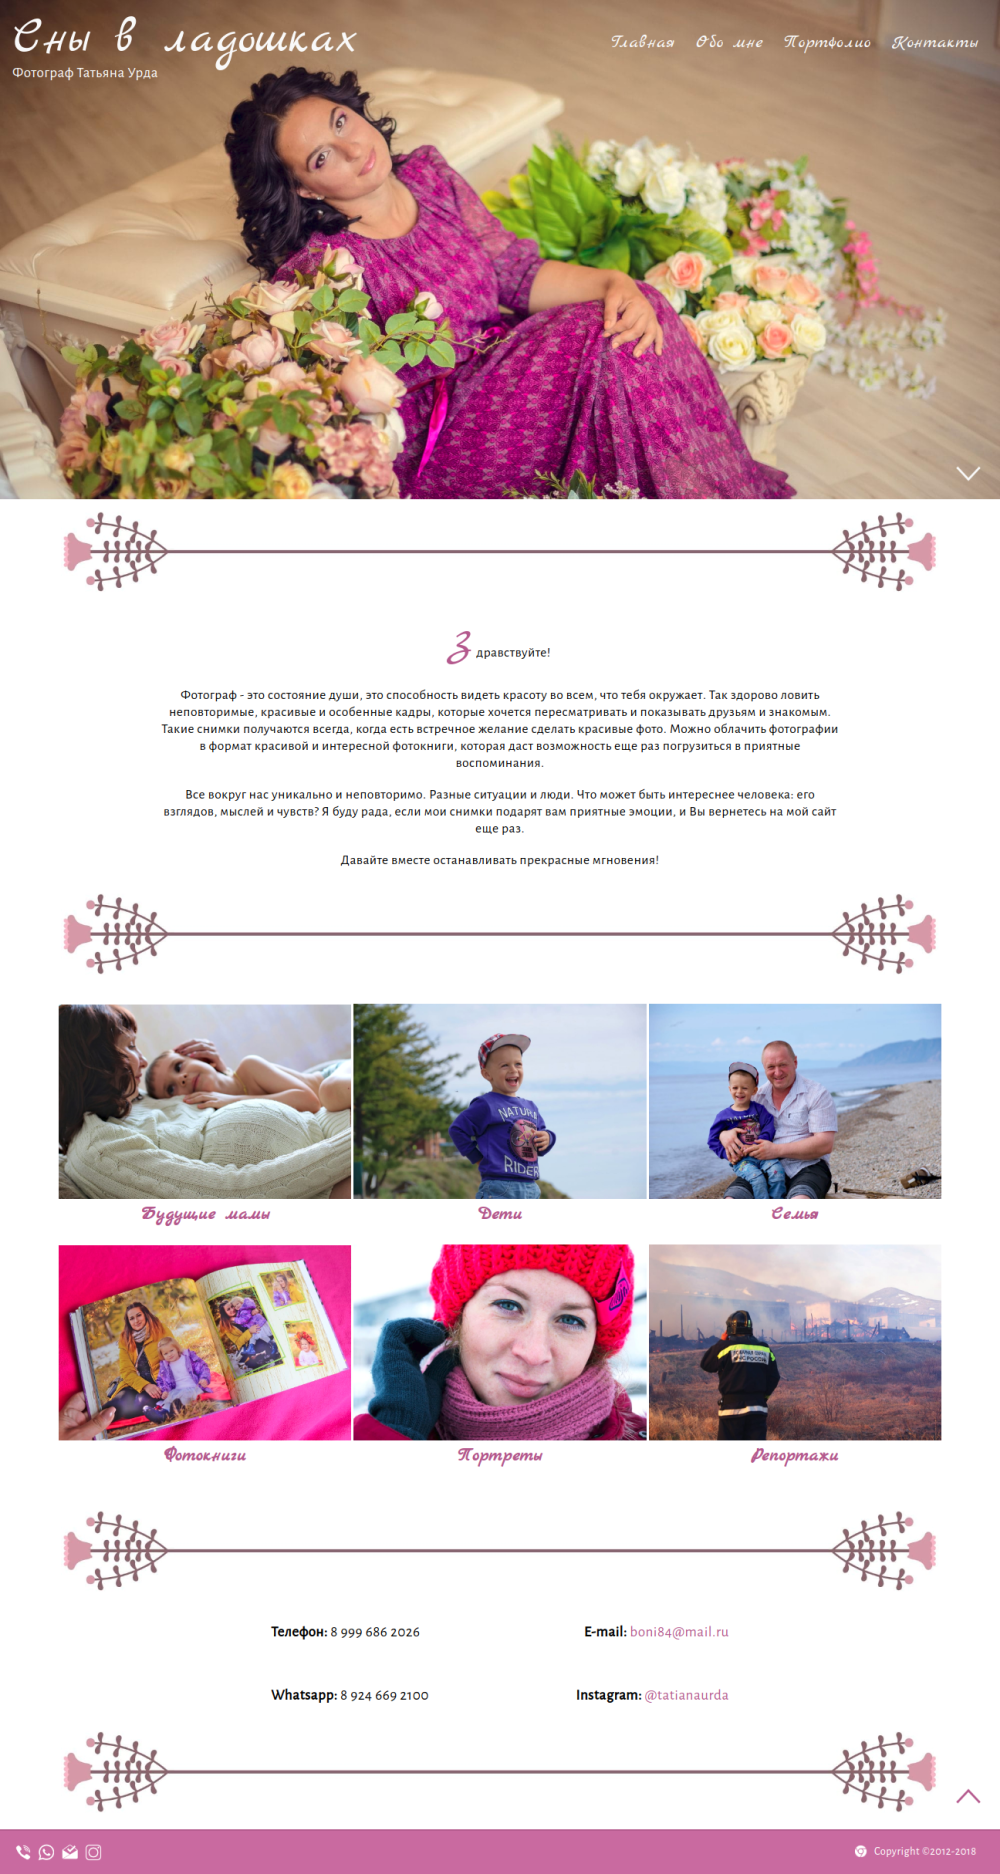 Сны в ладошках
Фотограф Татьяна Урда
Главная Обо мне Портфолио Контакты
Здравствуйте!
Фотограф - это состояние души, это способность видеть красоту во всем, что тебя окружает. Так здорово ловить
неповторимые, красивые и особенные кадры, которые хочется пересматривать и показывать друзьям и знакомым.
Такие снимки получаются всегда, когда есть встречное желание сделать красивые фото. Можно облачить фотографии
в формат красивой и интересной фотокниги, которая даст возможность еще раз погрузиться в приятные
воспоминания.
Все вокруг нас уникально и неповторимо. Разные ситуации и люди. Что может быть интереснее человека: его
взглядов, мыслей и чувств? Я буду рада, если мои снимки подарят вам приятные эмоции, и Вы вернетесь на мой сайт
еще раз.
Давайте вместе останавливать прекрасные мгновения!
NATURA
RIDER
Будущие мамы
Дети
Семья
Фотокниги
Портреты
Репортажи
Телефон: 8 999 686 2026
E-mail: boni84@mail.ru
Whatsapp: 8 924 669 2100
Instagram: @tatianaurda
Copyright ©2012-2018